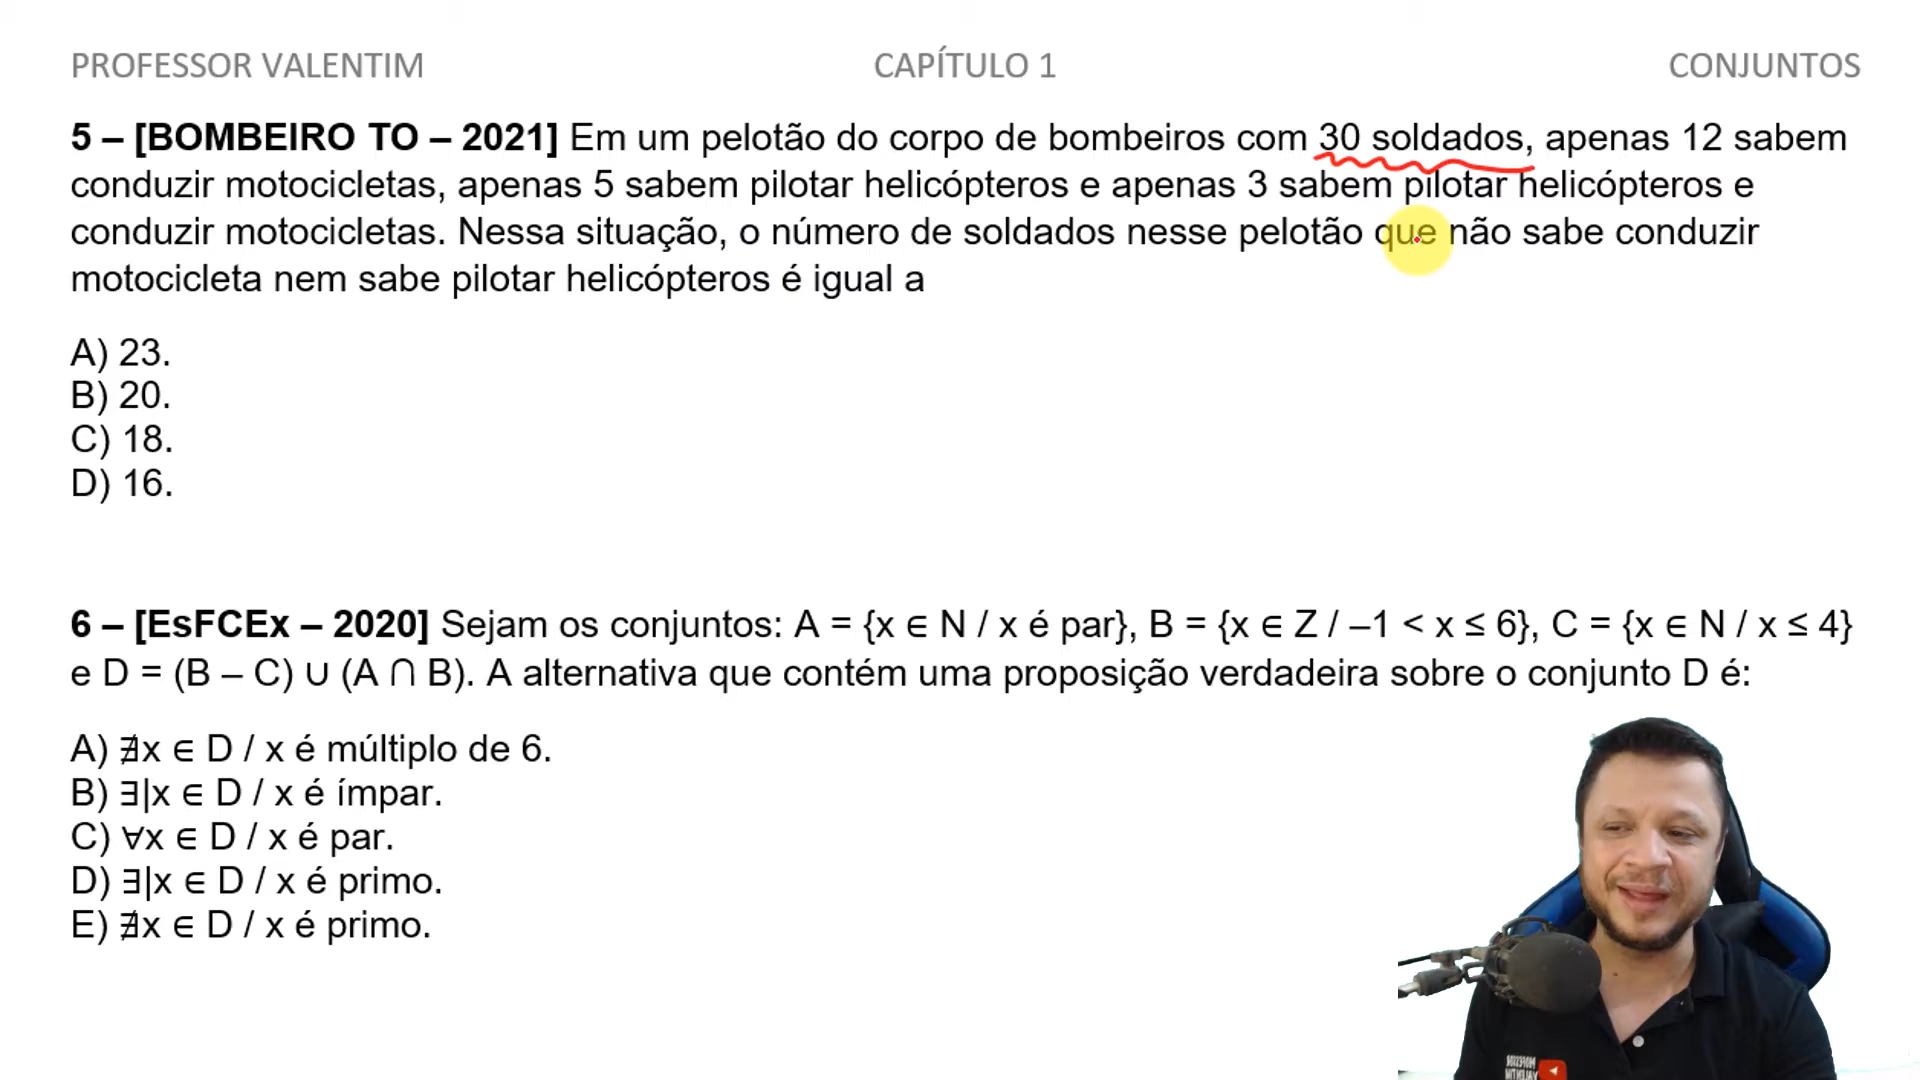 PROFESSOR VALENTIM CAPÍTULO 1 CONJUNTOS
5 – [BOMBEIRO TO – 2021] Em um pelotão do corpo de bombeiros com 30 soldados, apenas 12 sabem
conduzir motocicletas, apenas 5 sabem pilotar helicópteros e apenas 3 sabem pilotar helicópteros e
conduzir motocicletas. Nessa situação, o número de soldados nesse pelotão que não sabe conduzir
motocicleta nem sabe pilotar helicópteros é igual a
A) 23.
B) 20.
C) 18.
D) 16.
6 – [EsFCEx – 2020] Sejam os conjuntos: A = {x ∈ N / x é par}, B = {x ∈ Z / –1 < x ≤ 6}, C = {x ∈ N / x ≤ 4}
e D = (B – C) ∪ (A ∩ B). A alternativa que contém uma proposição verdadeira sobre o conjunto D é:
A) ∄x ∈ D / x é múltiplo de 6.
B) ∃|x ∈ D / x é ímpar.
C) ∀x ∈ D / x é par.
D) ∃|x ∈ D / x é primo.
E) ∄x ∈ D / x é primo.